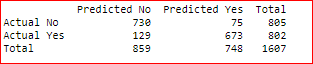 Predicted No Predicted Yes Total
Actual No 730 75 805
Actual Yes 129 673 802
Total 859 748 1607